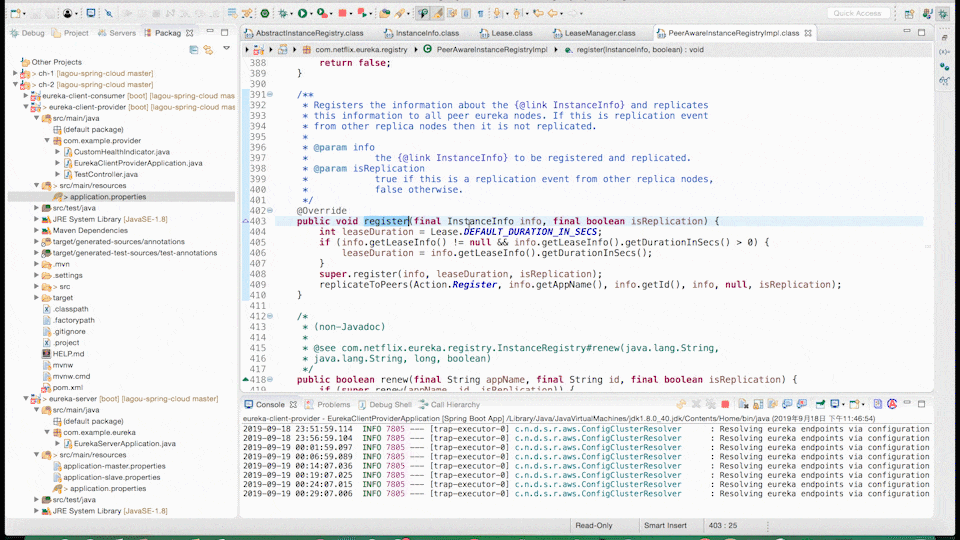 Quick Access
Debug Project Servers Packag
AbstractInstanceRegistry.class InstanceInfo.class Lease.class LeaseManager.class PeerAwareInstanceRegistryImpl.class
com.netflix.eureka.registry PeerAwareInstanceRegistryImpl register(InstanceInfo, boolean) : void
Other Projects
> ch-1 [lagou-spring-cloud master]
> ch-2 [lagou-spring-cloud master]
eureka-client-consumer [boot] [lagou-spring-cloud mas
> eureka-client-provider [boot] [lagou-spring-cloud mas
src/main/java
(default package)
com.example.provider
CustomHealthIndicator.java
EurekaClientProviderApplication.java
TestController.java
> src/main/resources
> application.properties
src/test/java
JRE System Library [JavaSE-1.8]
Maven Dependencies
target/generated-sources/annotations
target/generated-test-sources/test-annotations
.mvn
.settings
> src
target
.classpath
.factorypath
.gitignore
.project
HELP.md
mvnw
mvnw.cmd
pom.xml
> eureka-server [boot] [lagou-spring-cloud master]
src/main/java
(default package)
com.example.eureka
EurekaServerApplication.java
> src/main/resources
application-master.properties
application-slave.properties
> application.properties
src/test/java
JRE System Library [JavaSE-1.8]
388 return false;
389 }
390
391 /**
392 * Registers the information about the {@link InstanceInfo} and replicates
393 * this information to all peer eureka nodes. If this is replication event
394 * from other replica nodes then it is not replicated.
395 *
396 * @param info
397 * the {@link InstanceInfo} to be registered and replicated.
398 * @param isReplication
399 * true if this is a replication event from other replica nodes,
400 * false otherwise.
401 */
402 @Override
403 public void register(final InstanceInfo info, final boolean isReplication) {
404 int leaseDuration = Lease.DEFAULT_DURATION_IN_SECS;
405 if (info.getLeaseInfo() != null && info.getLeaseInfo().getDurationInSecs() > 0) {
406 leaseDuration = info.getLeaseInfo().getDurationInSecs();
407 }
408 super.register(info, leaseDuration, isReplication);
409 replicateToPeers(Action.Register, info.getAppName(), info.getId(), info, null, isReplication);
410 }
411
412 /*
413 * (non-Javadoc)
414 *
415 * @see com.netflix.eureka.registry.InstanceRegistry#renew(java.lang.String,
416 * java.lang.String, long, boolean)
417 */
418 public boolean renew(final String appName, final String id, final boolean isReplication) {
419 if (super.renew(appName, id, isReplication)) {
Console Problems Debug Shell Call Hierarchy
eureka-client-provider - EurekaClientProviderApplication [Spring Boot App] /Library/Java/JavaVirtualMachines/jdk1.8.0_40.jdk/Contents/Home/bin/java (2019年9月18日 下午11:46:54)
2019-09-18 23:51:59.114 INFO 7805 --- [trap-executor-0] c.n.d.s.r.aws.ConfigClusterResolver : Resolving eureka endpoints via configuration
2019-09-18 23:56:59.104 INFO 7805 --- [trap-executor-0] c.n.d.s.r.aws.ConfigClusterResolver : Resolving eureka endpoints via configuration
2019-09-19 00:01:59.097 INFO 7805 --- [trap-executor-0] c.n.d.s.r.aws.ConfigClusterResolver : Resolving eureka endpoints via configuration
2019-09-19 00:06:59.089 INFO 7805 --- [trap-executor-0] c.n.d.s.r.aws.ConfigClusterResolver : Resolving eureka endpoints via configuration
2019-09-19 00:14:07.036 INFO 7805 --- [trap-executor-0] c.n.d.s.r.aws.ConfigClusterResolver : Resolving eureka endpoints via configuration
2019-09-19 00:19:07.025 INFO 7805 --- [trap-executor-0] c.n.d.s.r.aws.ConfigClusterResolver : Resolving eureka endpoints via configuration
2019-09-19 00:24:07.015 INFO 7805 --- [trap-executor-0] c.n.d.s.r.aws.ConfigClusterResolver : Resolving eureka endpoints via configuration
2019-09-19 00:29:07.006 INFO 7805 --- [trap-executor-0] c.n.d.s.r.aws.ConfigClusterResolver : Resolving eureka endpoints via configuration
Read-Only Smart Insert 403 : 25